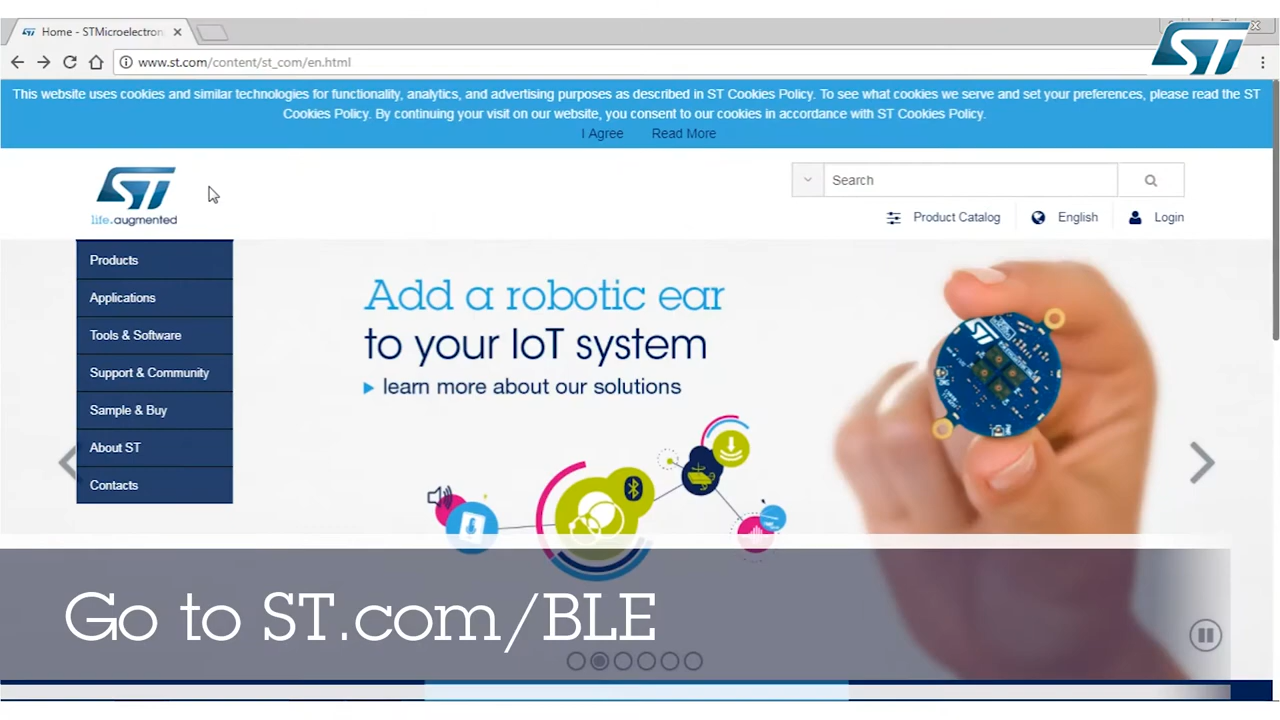 Home - STMicroelectron
www.st.com/content/st_com/en.html
ST
This website uses cookies and similar technologies for functionality, analytics, and advertising purposes as described in ST Cookies Policy. To see what cookies we serve and set your preferences, please read the ST
Cookies Policy. By continuing your visit on our website, you consent to our cookies in accordance with ST Cookies Policy.
I Agree Read More
ST
life.augmented
Search
Product Catalog English Login
Products
Applications
Tools & Software
Support & Community
Sample & Buy
About ST
Contacts
Add a robotic ear
to your IoT system
learn more about our solutions
ST
Go to ST.com/BLE